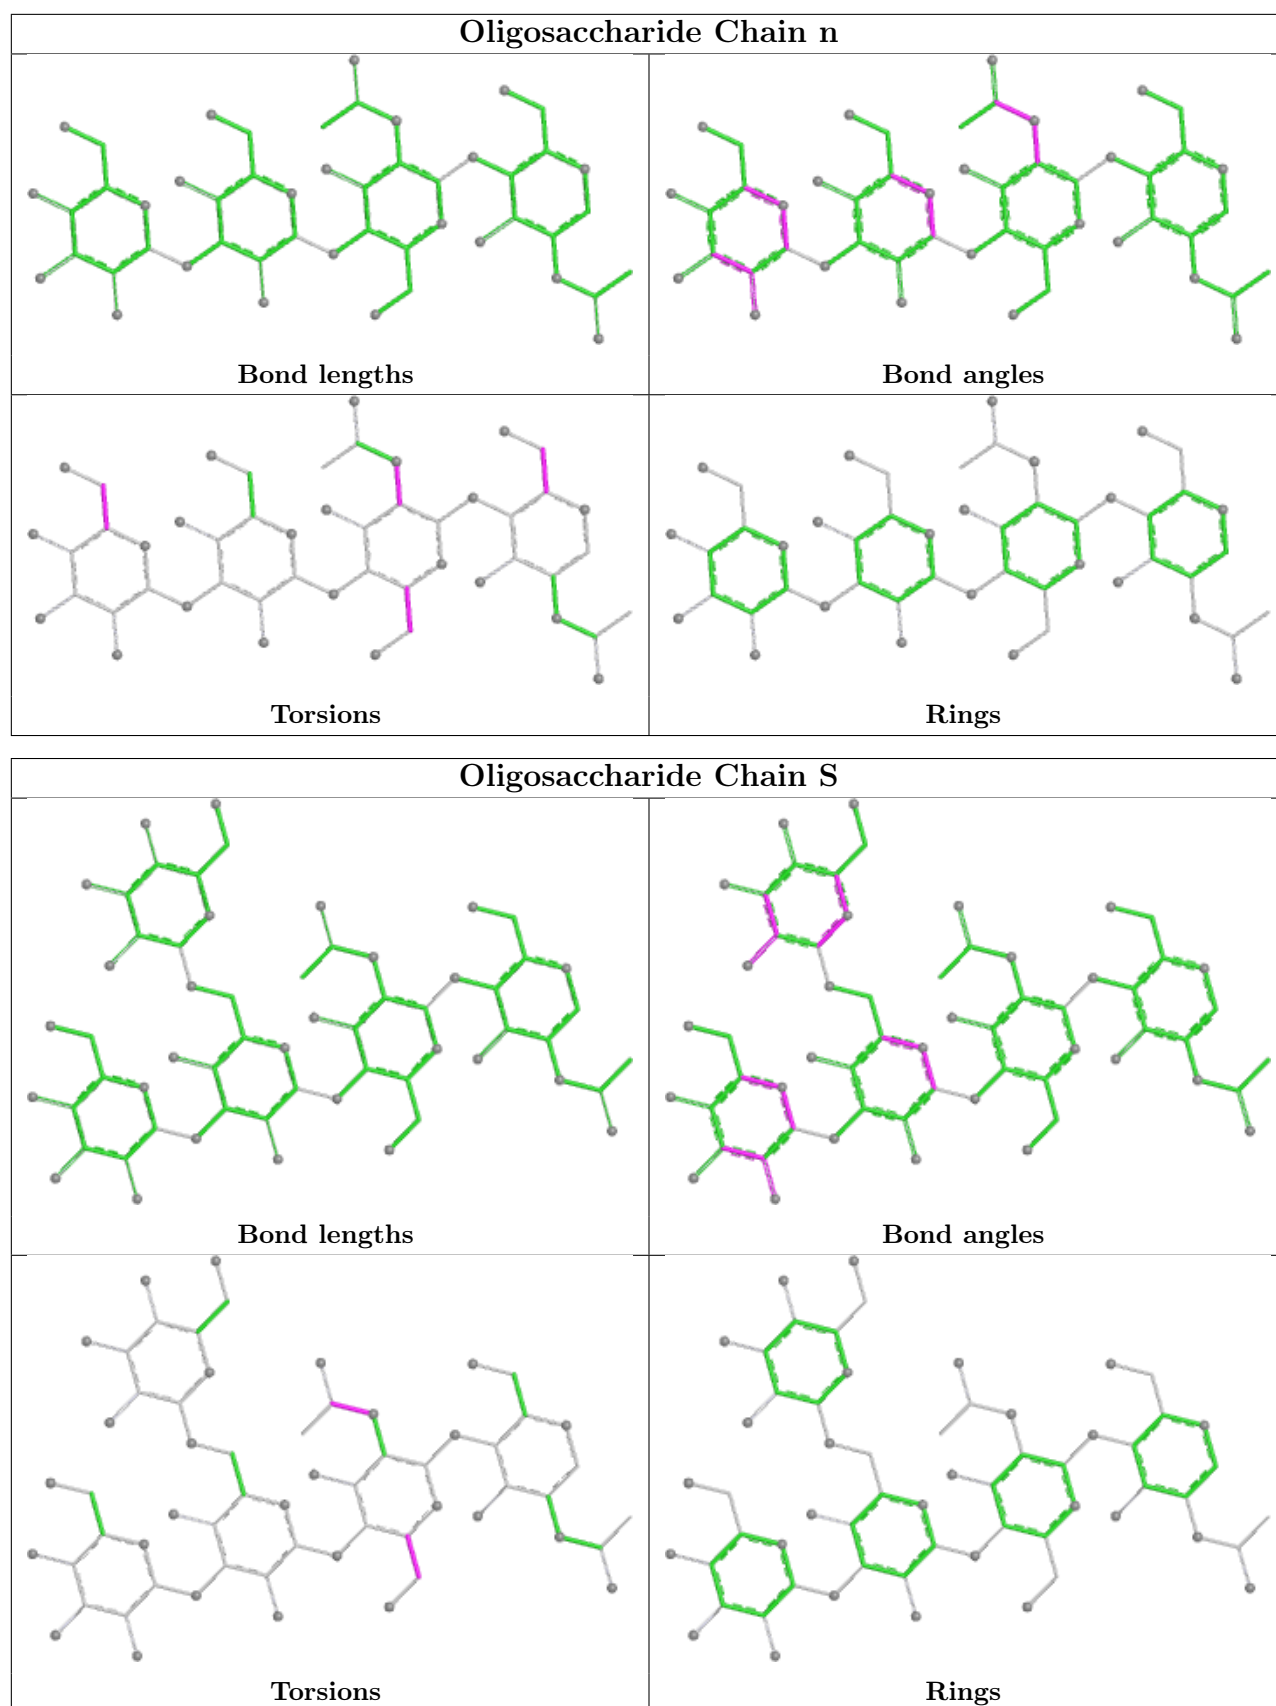 Oligosaccharide Chain n
Bond lengths
Bond angles
Torsions
Rings
Oligosaccharide Chain S
Bond lengths
Bond angles
Torsions
Rings